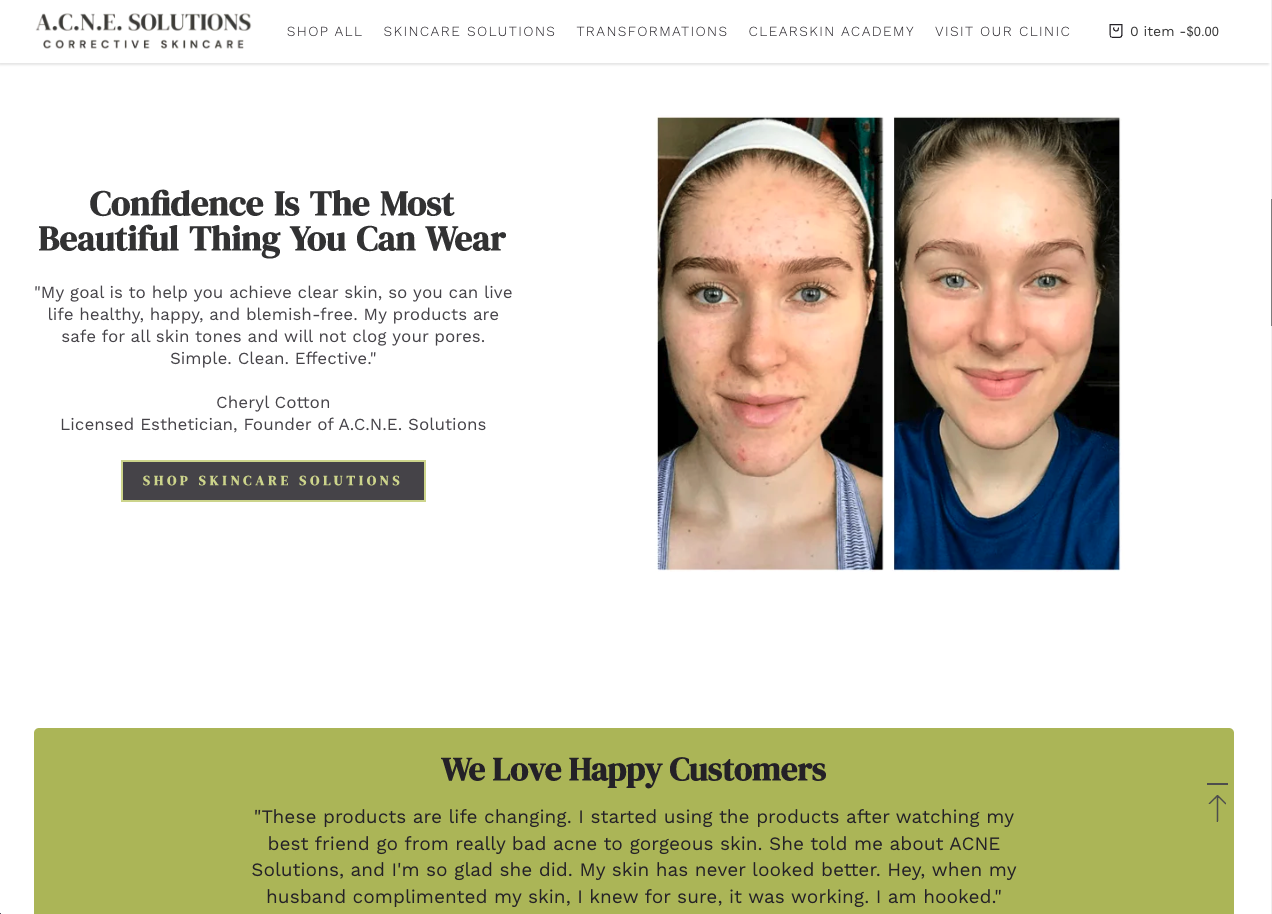 A.C.N.E. SOLUTIONS
CORRECTIVE SKINCARE
SHOP ALL
SKINCARE SOLUTIONS
TRANSFORMATIONS
CLEARSKIN ACADEMY
VISIT OUR CLINIC
0 item -$0.00
Confidence Is The Most
Beautiful Thing You Can Wear
"My goal is to help you achieve clear skin, so you can live
life healthy, happy, and blemish-free. My products are
safe for all skin tones and will not clog your pores.
Simple. Clean. Effective."
Cheryl Cotton
Licensed Esthetician, Founder of A.C.N.E. Solutions
SHOP SKINCARE SOLUTIONS
We Love Happy Customers
"These products are life changing. I started using the products after watching my
best friend go from really bad acne to gorgeous skin. She told me about ACNE
Solutions, and I'm so glad she did. My skin has never looked better. Hey, when my
husband complimented my skin, I knew for sure, it was working. I am hooked."